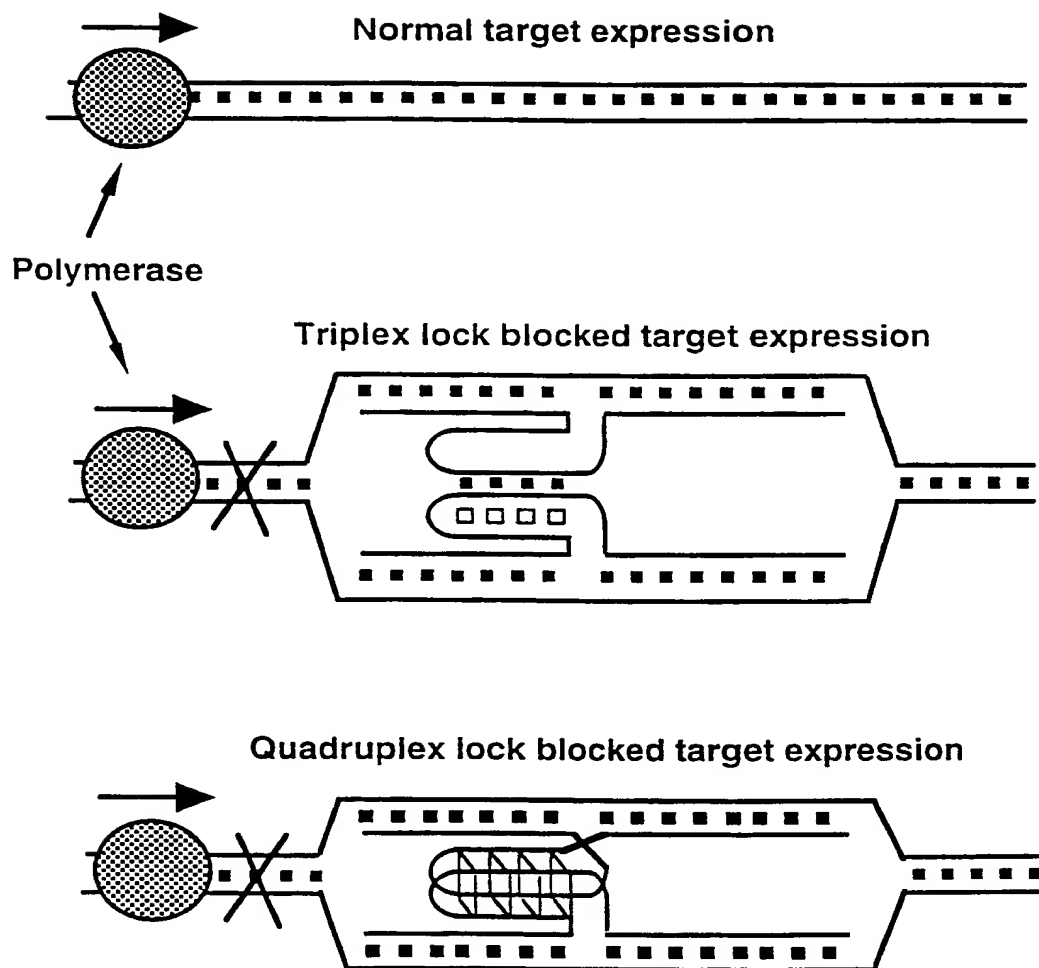 Normal target expression
Polymerase
Triplex lock blocked target expression
Quadruplex lock blocked target expression